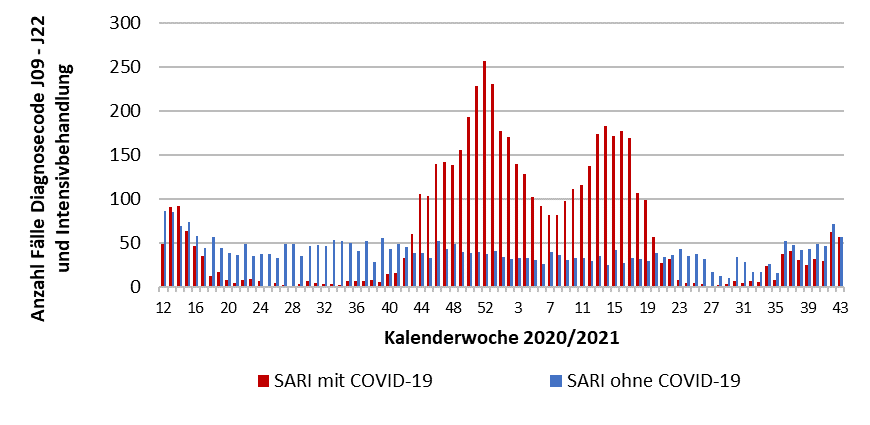 Anzahl Fälle Diagnosecode J09 - J22
und Intensivbehandlung
300
250
200
150
100
50
0
12 16 20 24 28 32 36 40 44 48 52 3 7 11 15 19 23 27 31 35 39 43
Kalenderwoche 2020/2021
SARI mit COVID-19 SARI ohne COVID-19